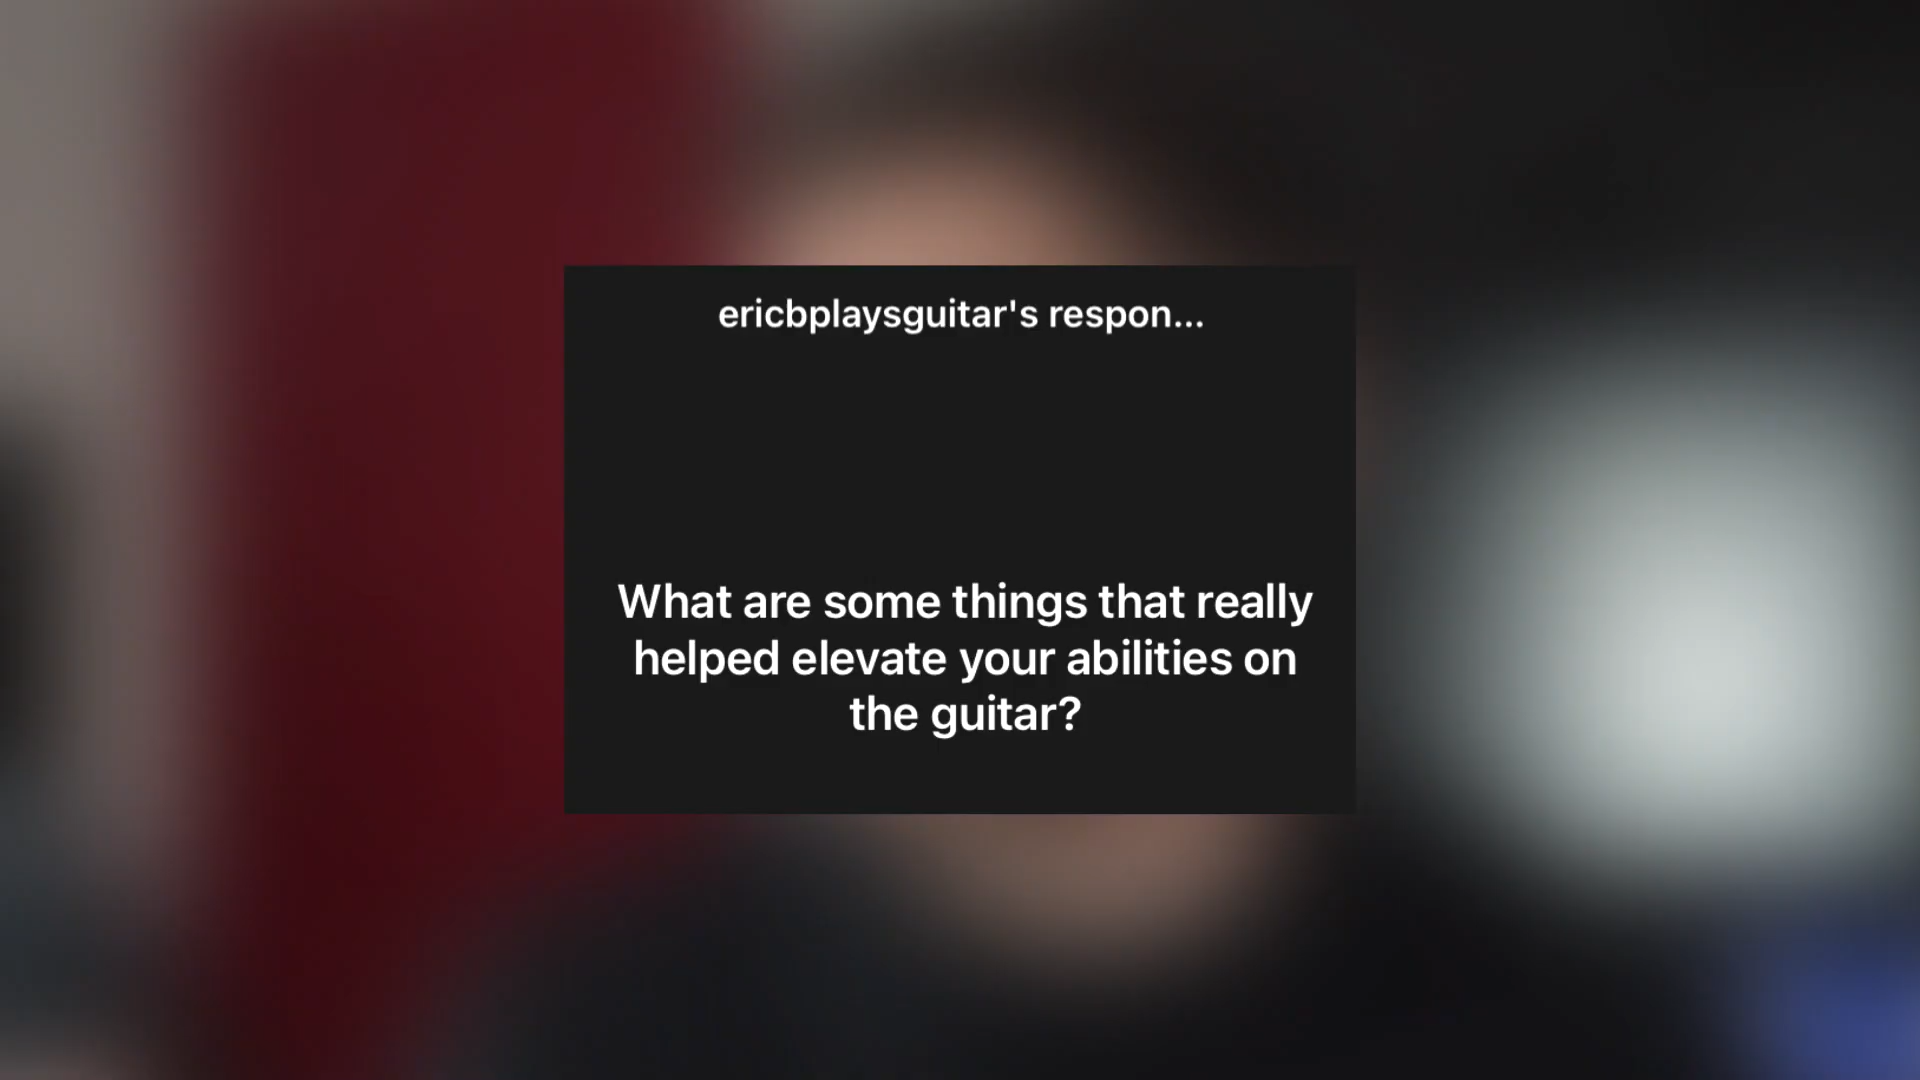 ericbplaysguitar's respon...
What are some things that really
helped elevate your abilities on
the guitar?